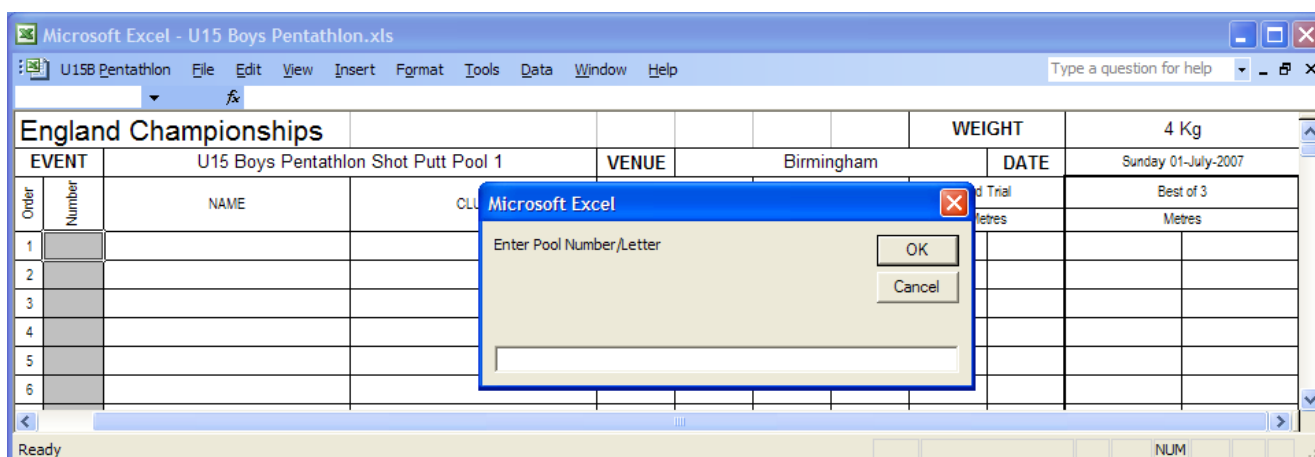 Microsoft Excel - U15 Boys Pentathlon.xls
U15B Pentathlon File Edit View Insert Format Tools Data Window Help Type a question for help
fx
England Championships WEIGHT 4 Kg
EVENT U15 Boys Pentathlon Shot Putt Pool 1 VENUE Birmingham DATE Sunday 01-July-2007
Order Number NAME Trial Best of 3
Metres
Microsoft Excel
Enter Pool Number/Letter
OK
Cancel
1
2
3
4
5
6
Ready NUM